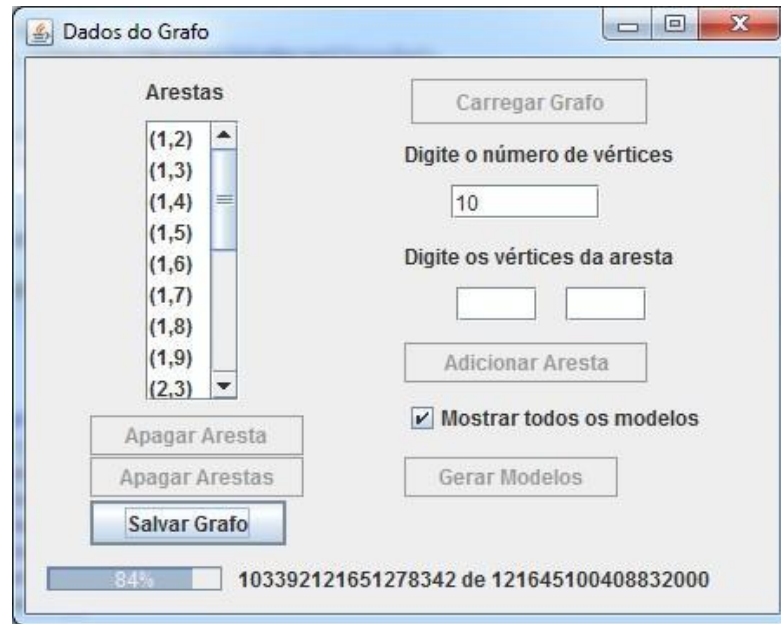 Dados do Grafo
Arestas
(1,2)
(1,3)
(1,4)
(1,5)
(1,6)
(1,7)
(1,8)
(1,9)
(2,3)
Apagar Aresta
Apagar Arestas
Salvar Grafo
Carregar Grafo
Digite o número de vértices
10
Digite os vértices da aresta
Adicionar Aresta
Mostrar todos os modelos
Gerar Modelos
84% 103392121651278342 de 121645100408832000